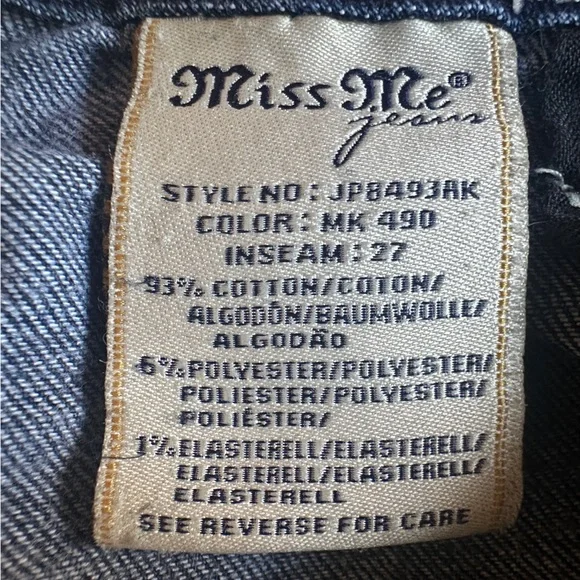 Miss Me®
jeans
STYLE NO: JP8493AK
COLOR: MK 490
INSEAM: 27
93% COTTON/COTON/
ALGODÓN/BAUMWOLLE/
ALGODÃO
6% POLYESTER/POLYESTER/
POLIESTER/POLYESTER/
POLIÉSTER/
1% ELASTERELL/ELASTERELL/
ELASTERELL/ELASTERELL/
ELASTERELL
SEE REVERSE FOR CARE